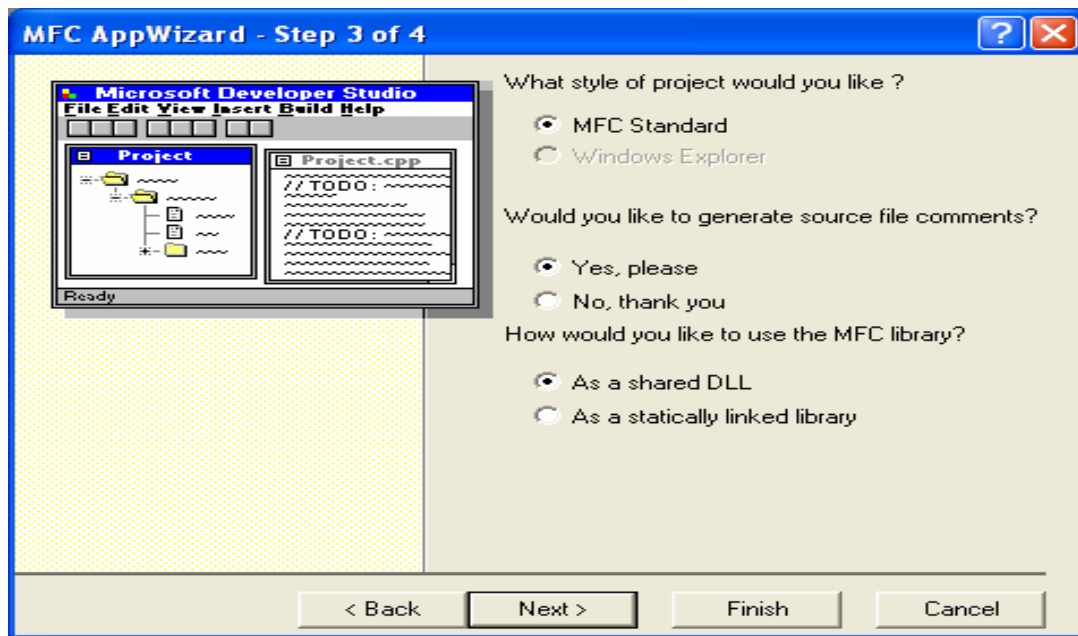 MFC AppWizard - Step 3 of 4
Microsoft Developer Studio
File Edit View Insert Build Help
Project
Project.cpp
//TODO:
//TODO:
Ready
What style of project would you like ?
MFC Standard
Windows Explorer
Would you like to generate source file comments?
Yes, please
No, thank you
How would you like to use the MFC library?
As a shared DLL
As a statically linked library
< Back
Next >
Finish
Cancel